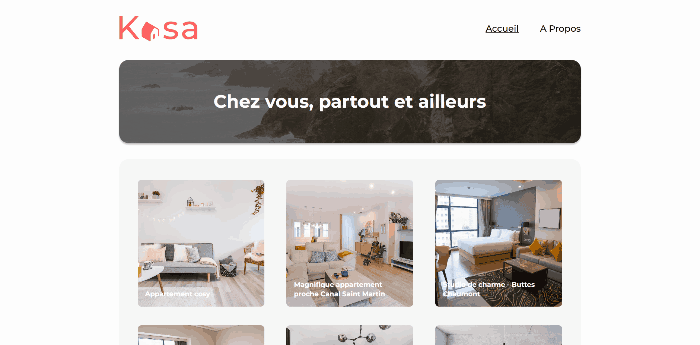 Kasa
Accueil
A Propos
Chez vous, partout et ailleurs
Appartement cosy
Magnifique appartement
proche Canal Saint Martin
Studio de charme - Buttes
Chaumont